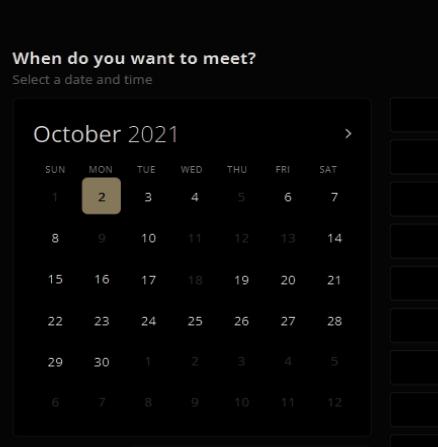 When do you want to meet?
Select a date and time
October 2021
SUN MON TUE WED THU FRI SAT
1 2 3 4 5 6 7
8 9 10 11 12 13 14
15 16 17 18 19 20 21
22 23 24 25 26 27 28
29 30 1 2 3 4 5
6 7 8 9 10 11 12